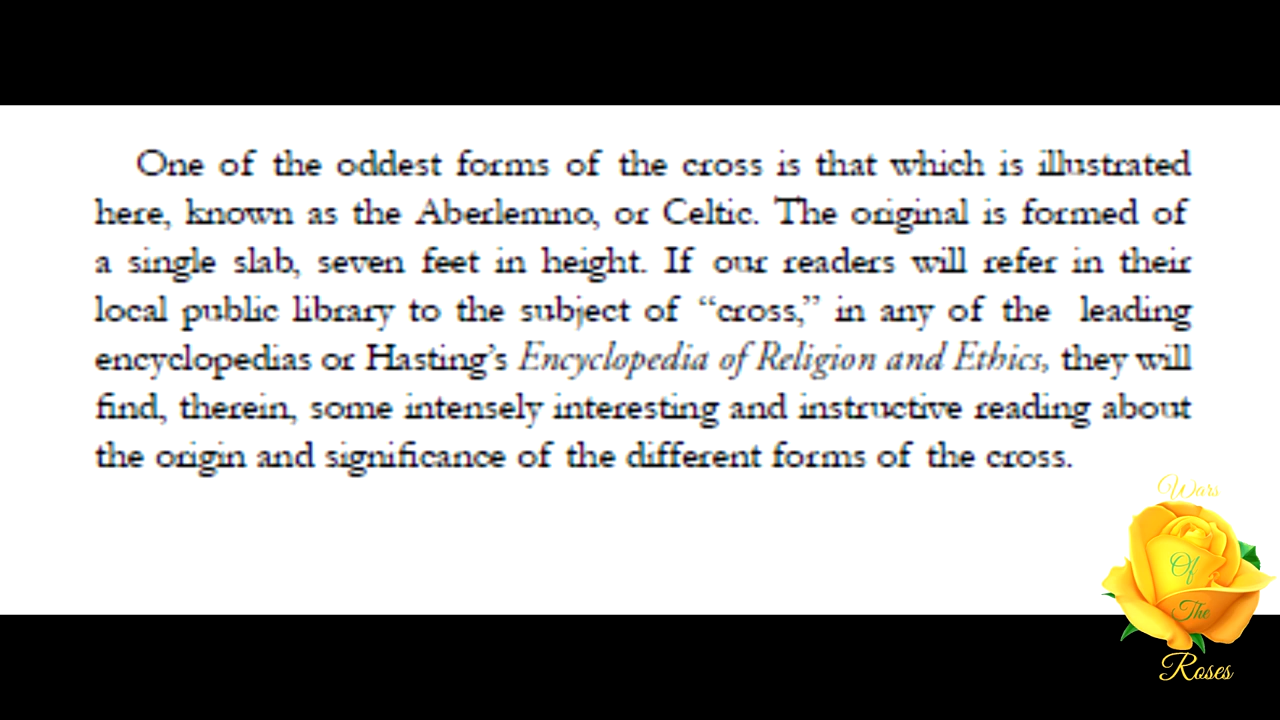 One of the oddest forms of the cross is that which is illustrated
here, known as the Aberlemno, or Celtic. The original is formed of
a single slab, seven feet in height. If our readers will refer in their
local public library to the subject of “cross,” in any of the leading
encyclopedias or Hasting’s Encyclopedia of Religion and Ethics, they will
find, therein, some intensely interesting and instructive reading about
the origin and significance of the different forms of the cross.
Wars
Of
The
Roses